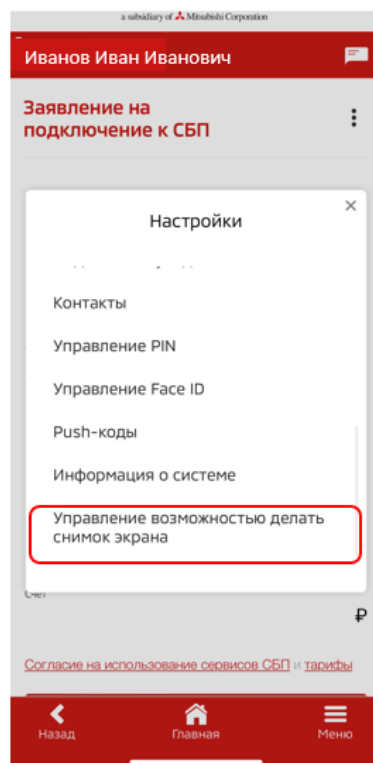 a subsidiary of Mitsubishi Corporation
Иванов Иван Иванович
Заявление на
подключение к СБП
Настройки
Контакты
Управление PIN
Управление Face ID
Push-коды
Информация о системе
Управление возможностью делать
снимок экрана
Счет
₽
Согласие на использование сервисов СБП и тарифы
Назад Главная Меню